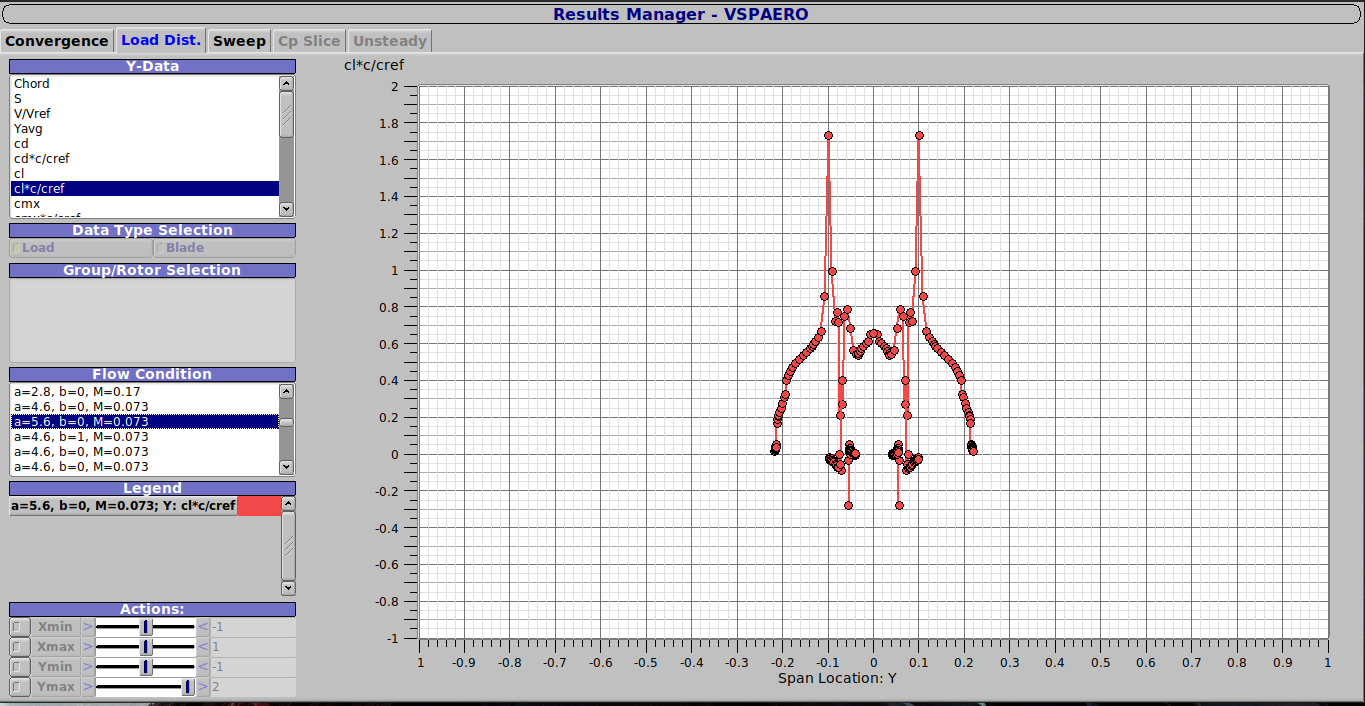 Results Manager - VSPAERO
Convergence Load Dist. Sweep Cp Slice Unsteady
Y-Data
Chord
S
V/Vref
Yavg
cd
cd*c/cref
cl
cl*c/cref
cmx
Data Type Selection
Load Blade
Group/Rotor Selection
Flow Condition
a=2.8, b=0, M=0.17
a=4.6, b=0, M=0.073
a=5.6, b=0, M=0.073
a=4.6, b=1, M=0.073
a=4.6, b=0, M=0.073
a=4.6, b=0, M=0.073
Legend
a=5.6, b=0, M=0.073; Y: cl*c/cref
Actions:
Xmin > < -1
Xmax > < 1
Ymin > < -1
Ymax > > 2
cl*c/cref
2
1.8
1.6
1.4
1.2
1
0.8
0.6
0.4
0.2
0
-0.2
-0.4
-0.6
-0.8
-1
1 -0.9 -0.8 -0.7 -0.6 -0.5 -0.4 -0.3 -0.2 -0.1 0 0.1 0.2 0.3 0.4 0.5 0.6 0.7 0.8 0.9 1
Span Location: Y